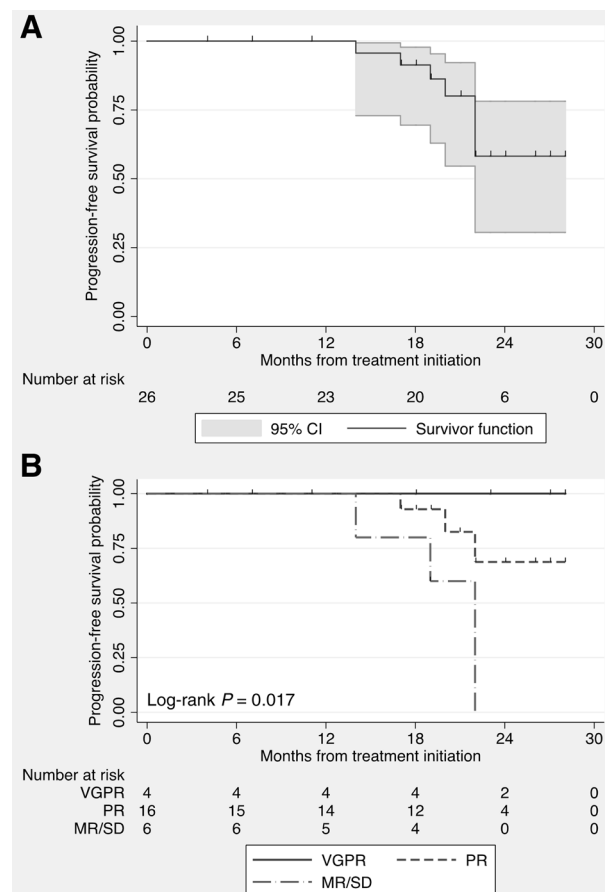 A
Progression-free survival probability
1.00
0.75
0.50
0.25
0.00
0 6 12 18 24 30
Months from treatment initiation
Number at risk
26 25 23 20 6 0
95% CI Survivor function
B
Progression-free survival probability
1.00
0.75
0.50
0.25
0.00
Log-rank P = 0.017
0 6 12 18 24 30
Months from treatment initiation
Number at risk
VGPR 4 4 4 4 2 0
PR 16 15 14 12 4 0
MR/SD 6 6 5 4 0 0
VGPR PR
MR/SD